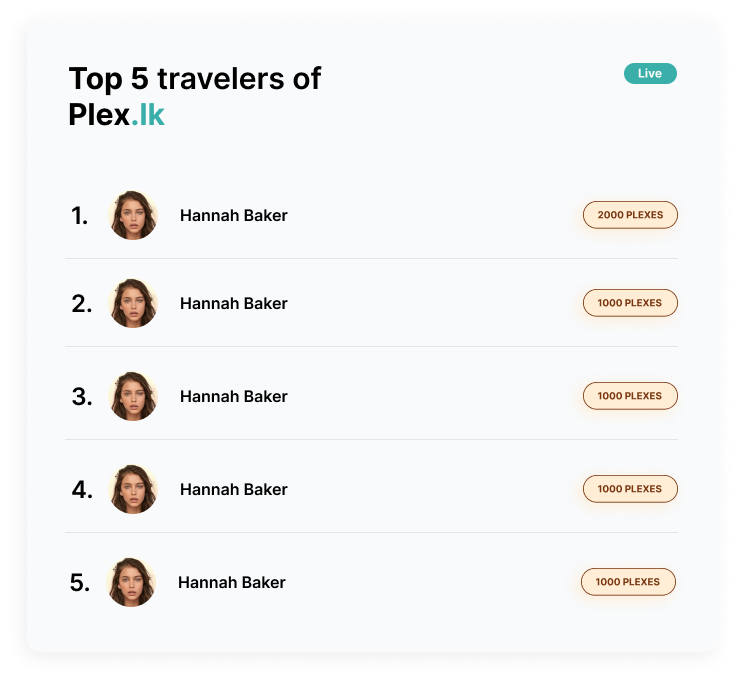 Top 5 travelers of
Live
Plex.lk
1. Hannah Baker 2000 PLEXES
2. Hannah Baker 1000 PLEXES
3. Hannah Baker 1000 PLEXES
4. Hannah Baker 1000 PLEXES
5. Hannah Baker 1000 PLEXES